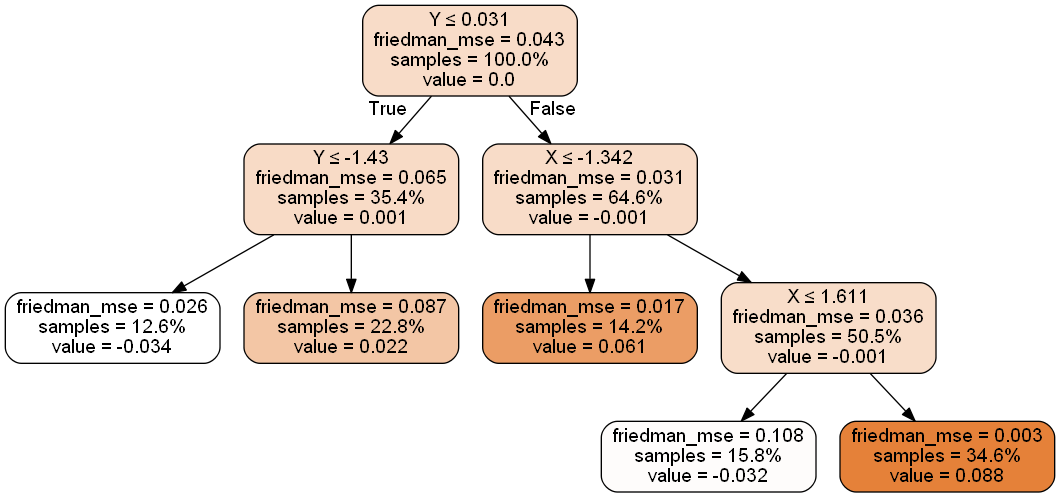 Y ≤ 0.031
friedman_mse = 0.043
samples = 100.0%
value = 0.0
True
False
Y ≤ -1.43
friedman_mse = 0.065
samples = 35.4%
value = 0.001
X ≤ -1.342
friedman_mse = 0.031
samples = 64.6%
value = -0.001
friedman_mse = 0.026
samples = 12.6%
value = -0.034
friedman_mse = 0.087
samples = 22.8%
value = 0.022
friedman_mse = 0.017
samples = 14.2%
value = 0.061
X ≤ 1.611
friedman_mse = 0.036
samples = 50.5%
value = -0.001
friedman_mse = 0.108
samples = 15.8%
value = -0.032
friedman_mse = 0.003
samples = 34.6%
value = 0.088